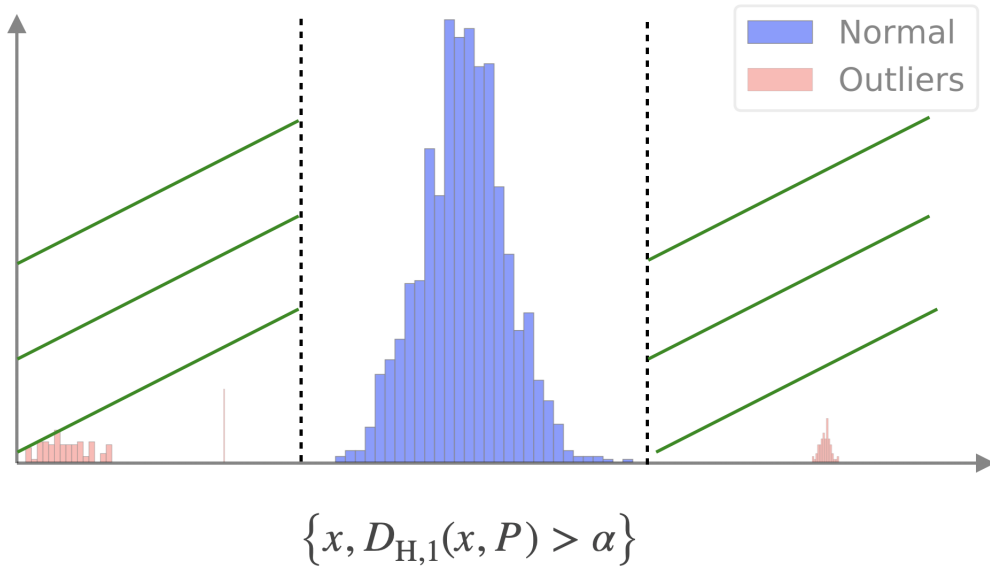 Normal
Outliers
{x, D_{H,1}(x, P) > α}